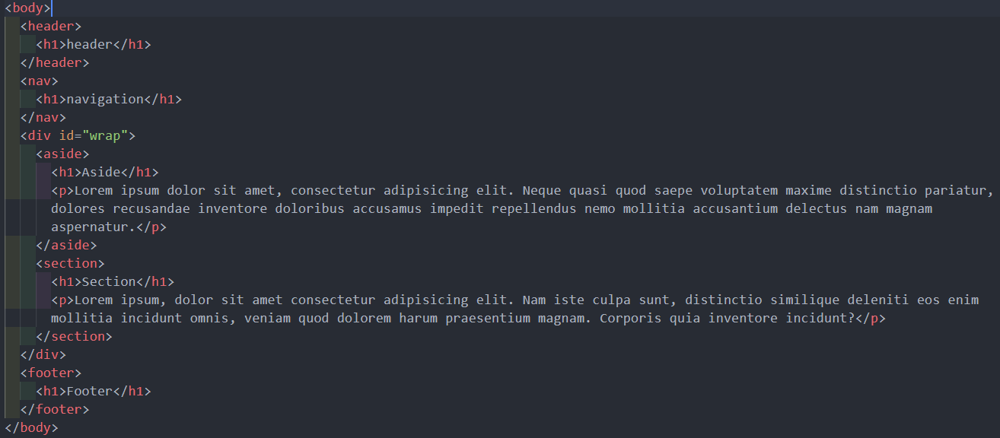 <body>
<header>
<h1>header</h1>
</header>
<nav>
<h1>navigation</h1>
</nav>
<div id="wrap">
<aside>
<h1>Aside</h1>
<p>Lorem ipsum dolor sit amet, consectetur adipisicing elit. Neque quasi quod saepe voluptatem maxime distinctio pariatur,
dolores recusandae inventore doloribus accusamus impedit repellendus nemo mollitia accusantium delectus nam magnam
aspernatur.</p>
</aside>
<section>
<h1>Section</h1>
<p>Lorem ipsum, dolor sit amet consectetur adipisicing elit. Nam iste culpa sunt, distinctio similique deleniti eos enim
mollitia incidunt omnis, veniam quod dolorem harum praesentium magnam. Corporis quia inventore incidunt?</p>
</section>
</div>
<footer>
<h1>Footer</h1>
</footer>
</body>